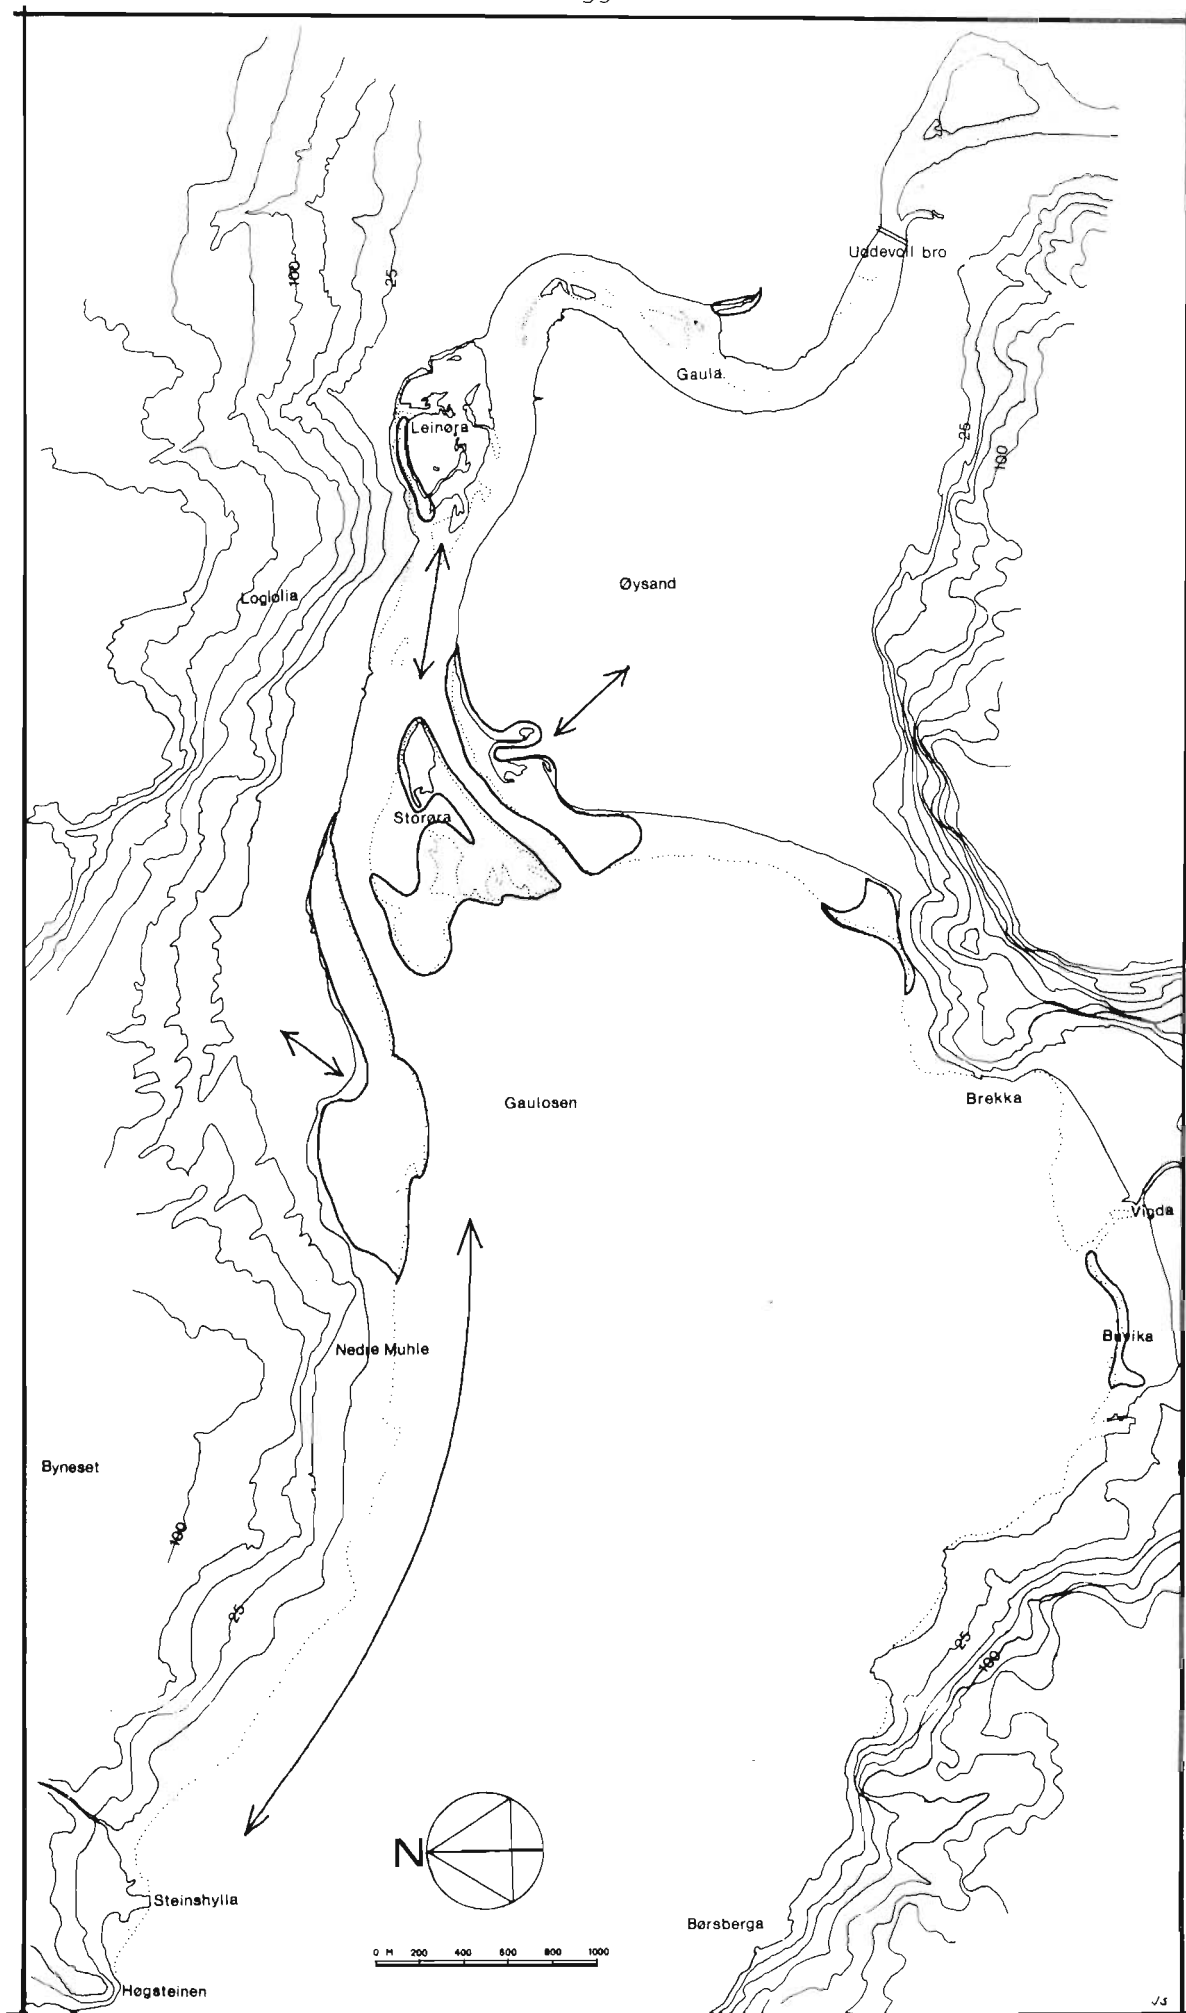 Uddevoll bro
100
25
Gaula
25
100
Leinøra
Øysand
Loglølia
Storøra
Gaulosen
Brekka
Vigda
Buvika
Nedre Muhle
Byneset
100
25
25
100
N
Steinshylla
Børsberga
0 M 200 400 600 800 1000
Høgsteinen
JS